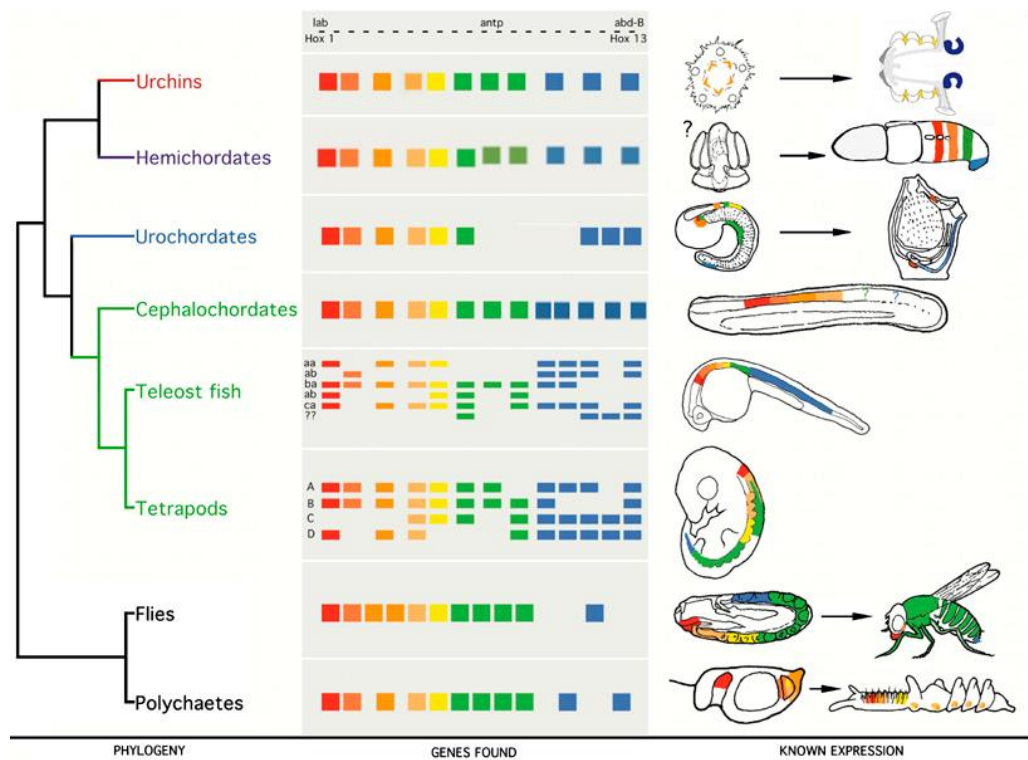 lab antp abd-B
Hox 1 Hox 13
Urchins
Hemichordates
?
Urochordates
Cephalochordates
? ?
Teleost fish
aa
ab
ba
ab
ca
??
Tetrapods
A
B
C
D
Flies
Polychaetes
PHYLOGENY GENES FOUND KNOWN EXPRESSION